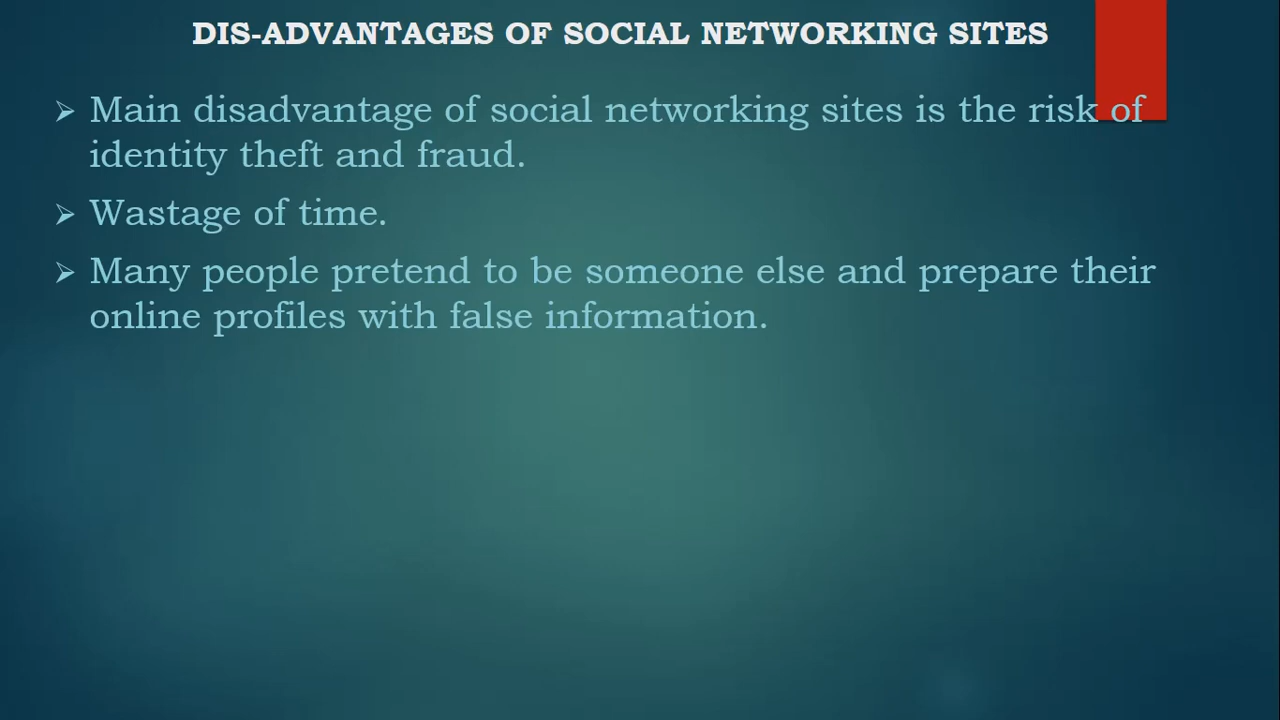 DIS-ADVANTAGES OF SOCIAL NETWORKING SITES
➢ Main disadvantage of social networking sites is the risk of
identity theft and fraud.
➢ Wastage of time.
➢ Many people pretend to be someone else and prepare their
online profiles with false information.